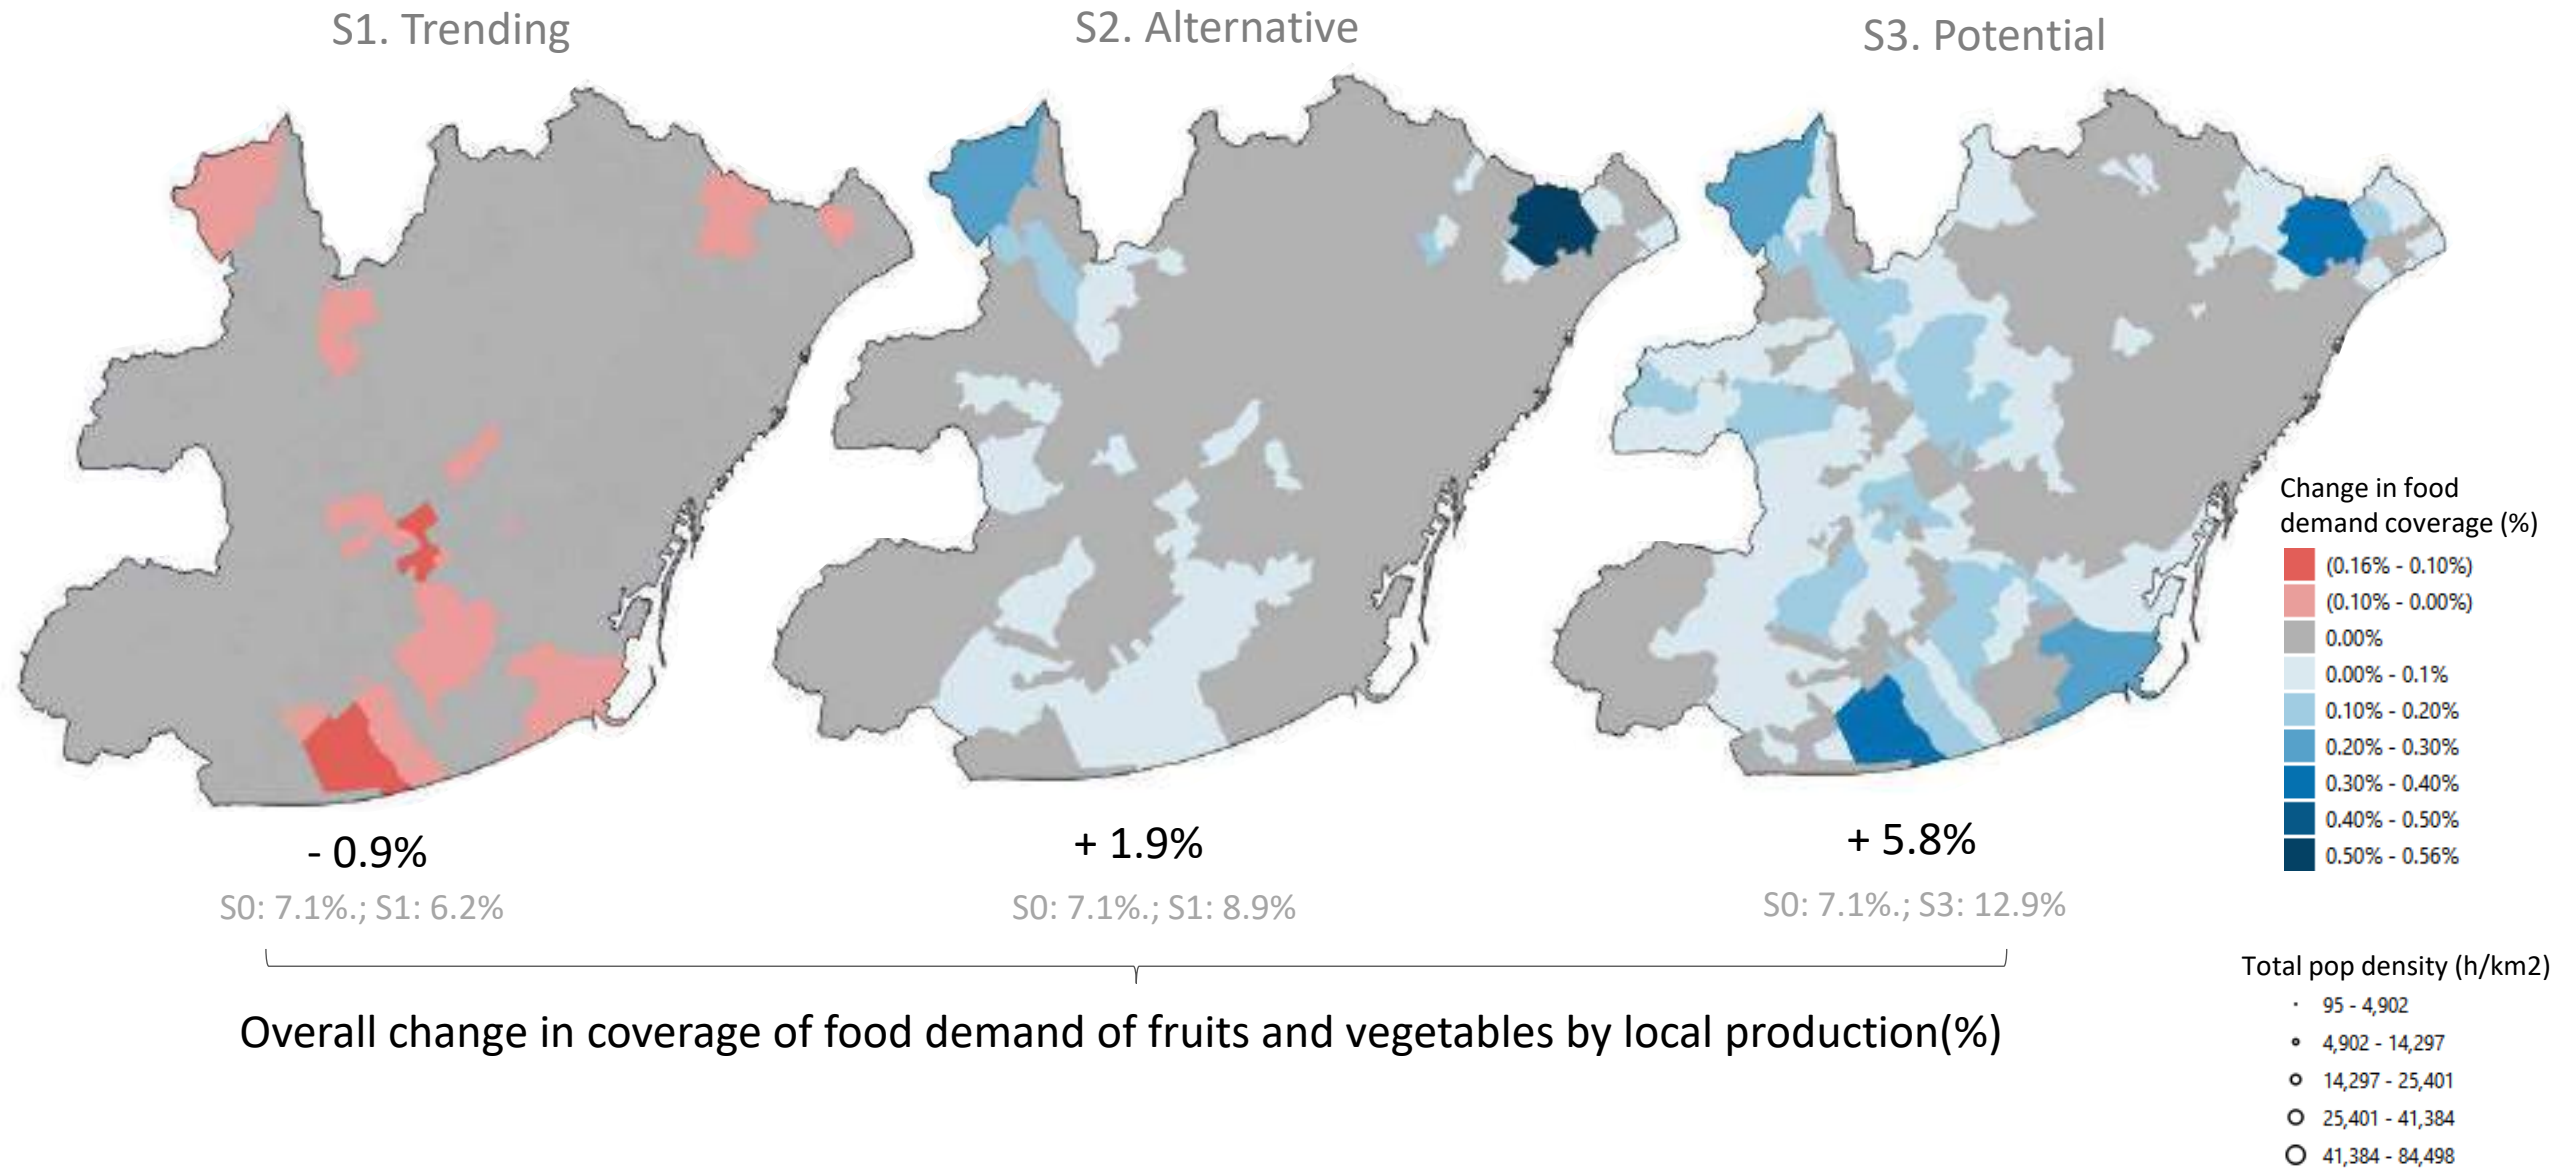 S1. Trending
S2. Alternative
S3. Potential
Change in food
demand coverage (%)
(0.16% - 0.10%)
(0.10% - 0.00%)
0.00%
0.00% - 0.1%
0.10% - 0.20%
0.20% - 0.30%
0.30% - 0.40%
0.40% - 0.50%
0.50% - 0.56%
- 0.9%
+ 1.9%
+ 5.8%
S0: 7.1%.; S1: 6.2%
S0: 7.1%.; S1: 8.9%
S0: 7.1%.; S3: 12.9%
Overall change in coverage of food demand of fruits and vegetables by local production(%)
Total pop density (h/km2)
95 - 4,902
4,902 - 14,297
14,297 - 25,401
25,401 - 41,384
41,384 - 84,498